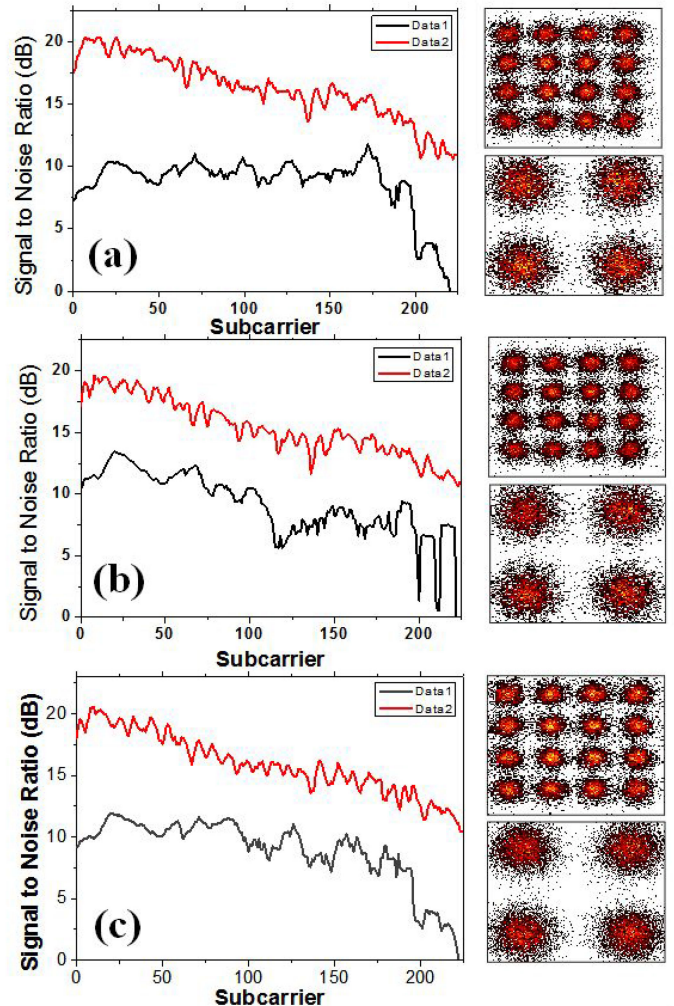 Signal to Noise Ratio (dB)
20
15
10
5
0
Data1
Data2
(a)
0 50 100 150 200
Subcarrier
Signal to Noise Ratio (dB)
20
15
10
5
0
Data1
Data2
(b)
0 50 100 150 200
Subcarrier
Signal to Noise Ratio (dB)
20
15
10
5
0
Data1
Data2
(c)
0 50 100 150 200
Subcarrier